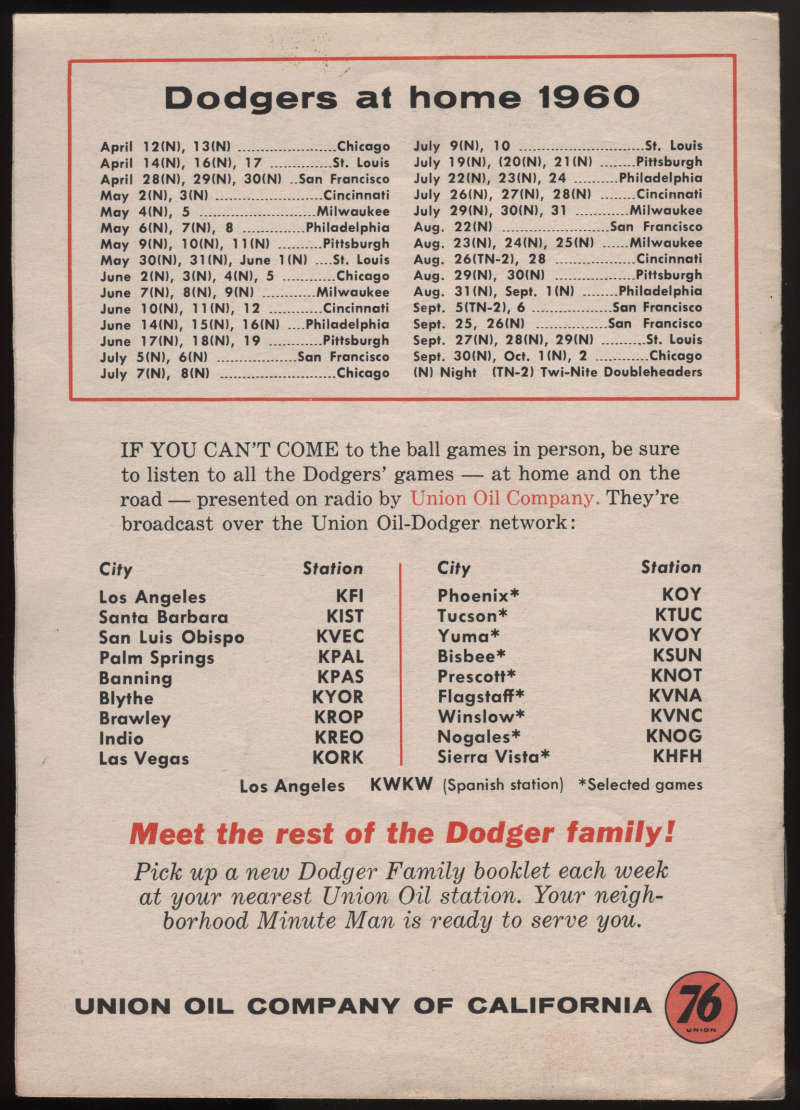 Dodgers at home 1960
April 12(N), 13(N) ......................Chicago
April 14(N), 16(N), 17 ..............St. Louis
April 28(N), 29(N), 30(N) ..San Francisco
May 2(N), 3(N) ........................Cincinnati
May 4(N), 5 ..........................Milwaukee
May 6(N), 7(N), 8 ..............Philadelphia
May 9(N), 10(N), 11(N) ..........Pittsburgh
May 30(N), 31(N), June 1(N) ....St. Louis
June 2(N), 3(N), 4(N), 5 ............Chicago
June 7(N), 8(N), 9(N) ............Milwaukee
June 10(N), 11(N), 12 ............Cincinnati
June 14(N), 15(N), 16(N) ....Philadelphia
June 17(N), 18(N), 19 ............Pittsburgh
July 5(N), 6(N) ..................San Francisco
July 7(N), 8(N) ..........................Chicago
July 9(N), 10 ............................St. Louis
July 19(N), (20(N), 21(N) ........Pittsburgh
July 22(N), 23(N), 24 ..........Philadelphia
July 26(N), 27(N), 28(N) ........Cincinnati
July 29(N), 30(N), 31 ............Milwaukee
Aug. 22(N) ........................San Francisco
Aug. 23(N), 24(N), 25(N) ......Milwaukee
Aug. 26(TN-2), 28 ..................Cincinnati
Aug. 29(N), 30(N) ..................Pittsburgh
Aug. 31(N), Sept. 1(N) ........Philadelphia
Sept. 5(TN-2), 6 ..................San Francisco
Sept. 25, 26(N) ................San Francisco
Sept. 27(N), 28(N), 29(N) ..........St. Louis
Sept. 30(N), Oct. 1(N), 2 ............Chicago
(N) Night (TN-2) Twi-Nite Doubleheaders
IF YOU CAN'T COME to the ball games in person, be sure
to listen to all the Dodgers' games — at home and on the
road — presented on radio by Union Oil Company. They're
broadcast over the Union Oil-Dodger network:
City Station
Los Angeles KFI
Santa Barbara KIST
San Luis Obispo KVEC
Palm Springs KPAL
Banning KPAS
Blythe KYOR
Brawley KROP
Indio KREO
Las Vegas KORK
City Station
Phoenix* KOY
Tucson* KTUC
Yuma* KVOY
Bisbee* KSUN
Prescott* KNOT
Flagstaff* KVNA
Winslow* KVNC
Nogales* KNOG
Sierra Vista* KHFH
Los Angeles KWKW (Spanish station) *Selected games
Meet the rest of the Dodger family!
Pick up a new Dodger Family booklet each week
at your nearest Union Oil station. Your neigh-
borhood Minute Man is ready to serve you.
UNION OIL COMPANY OF CALIFORNIA
76
UNION